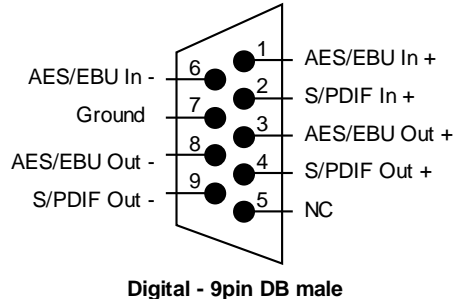 1 AES/EBU In +
AES/EBU In - 6
2 S/PDIF In +
Ground 7
3 AES/EBU Out +
AES/EBU Out - 8
4 S/PDIF Out +
S/PDIF Out - 9
5 NC
Digital - 9pin DB male